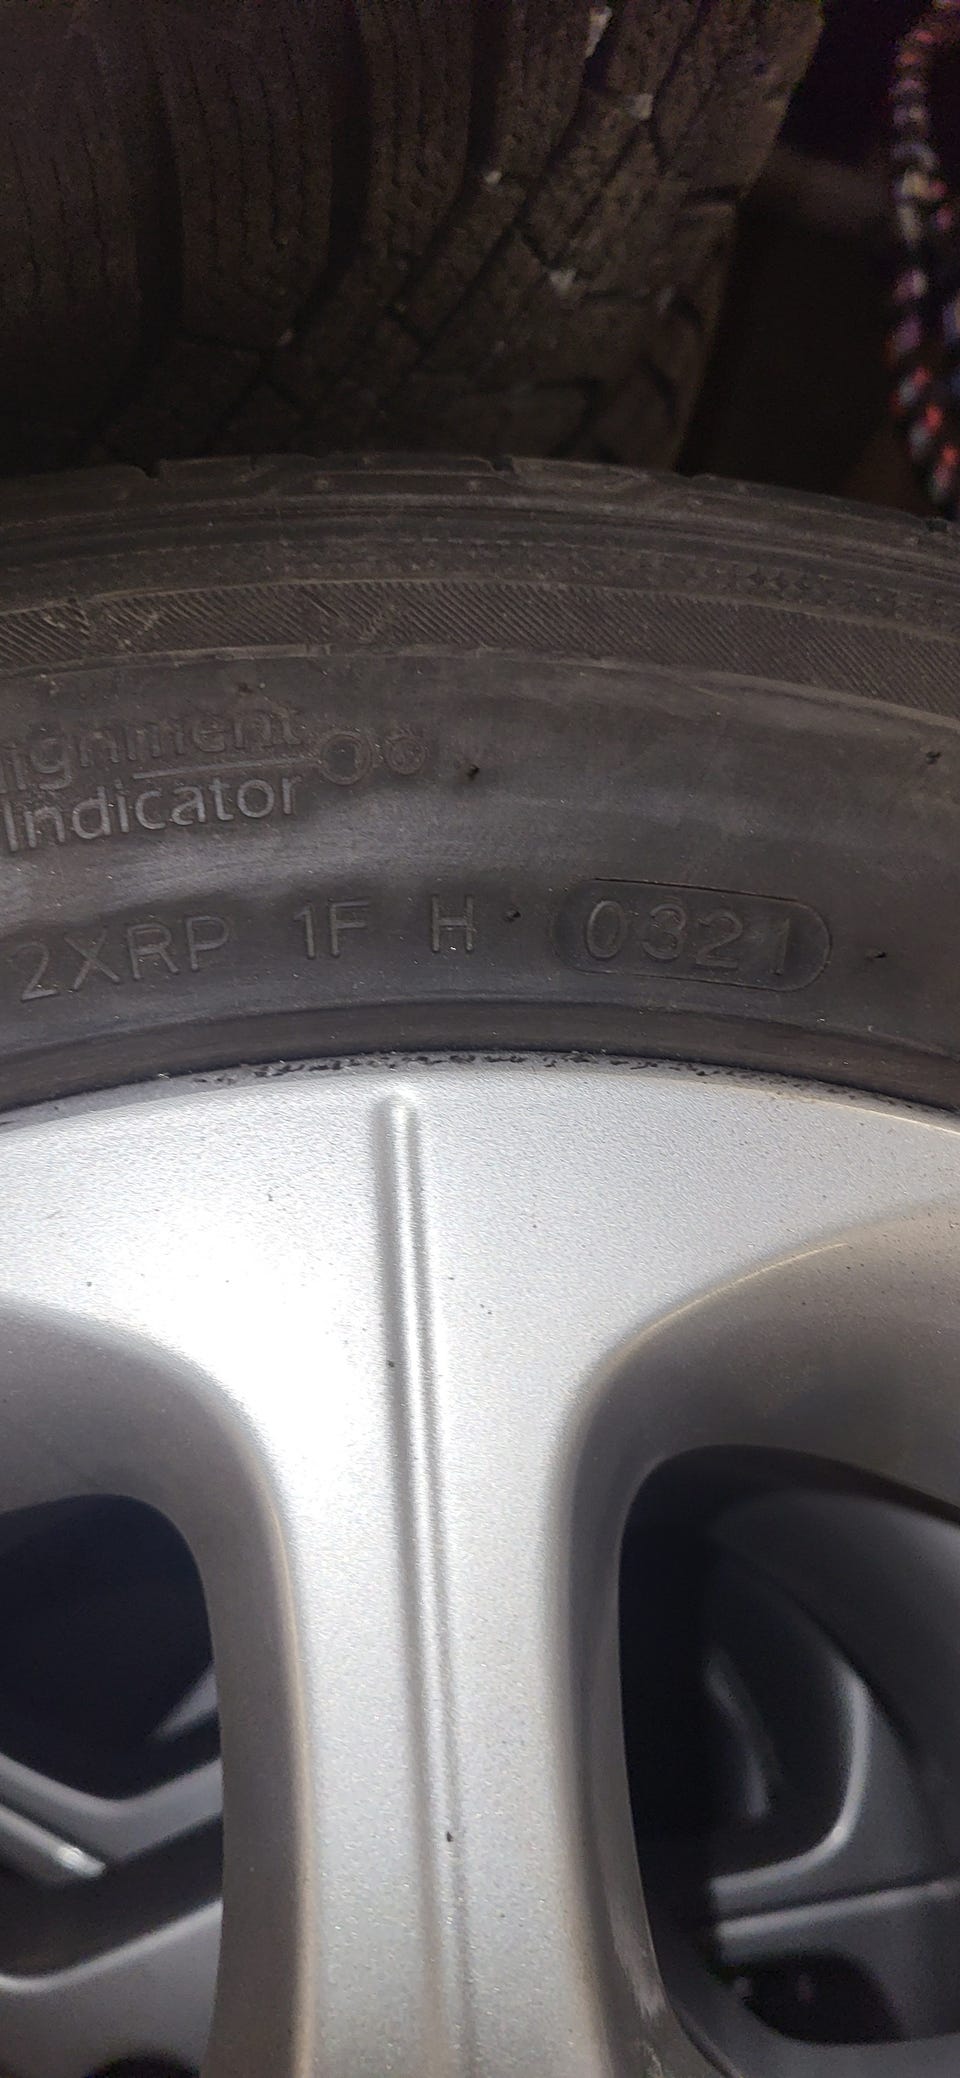 lignment
Indicator
2XRP 1F H 0321